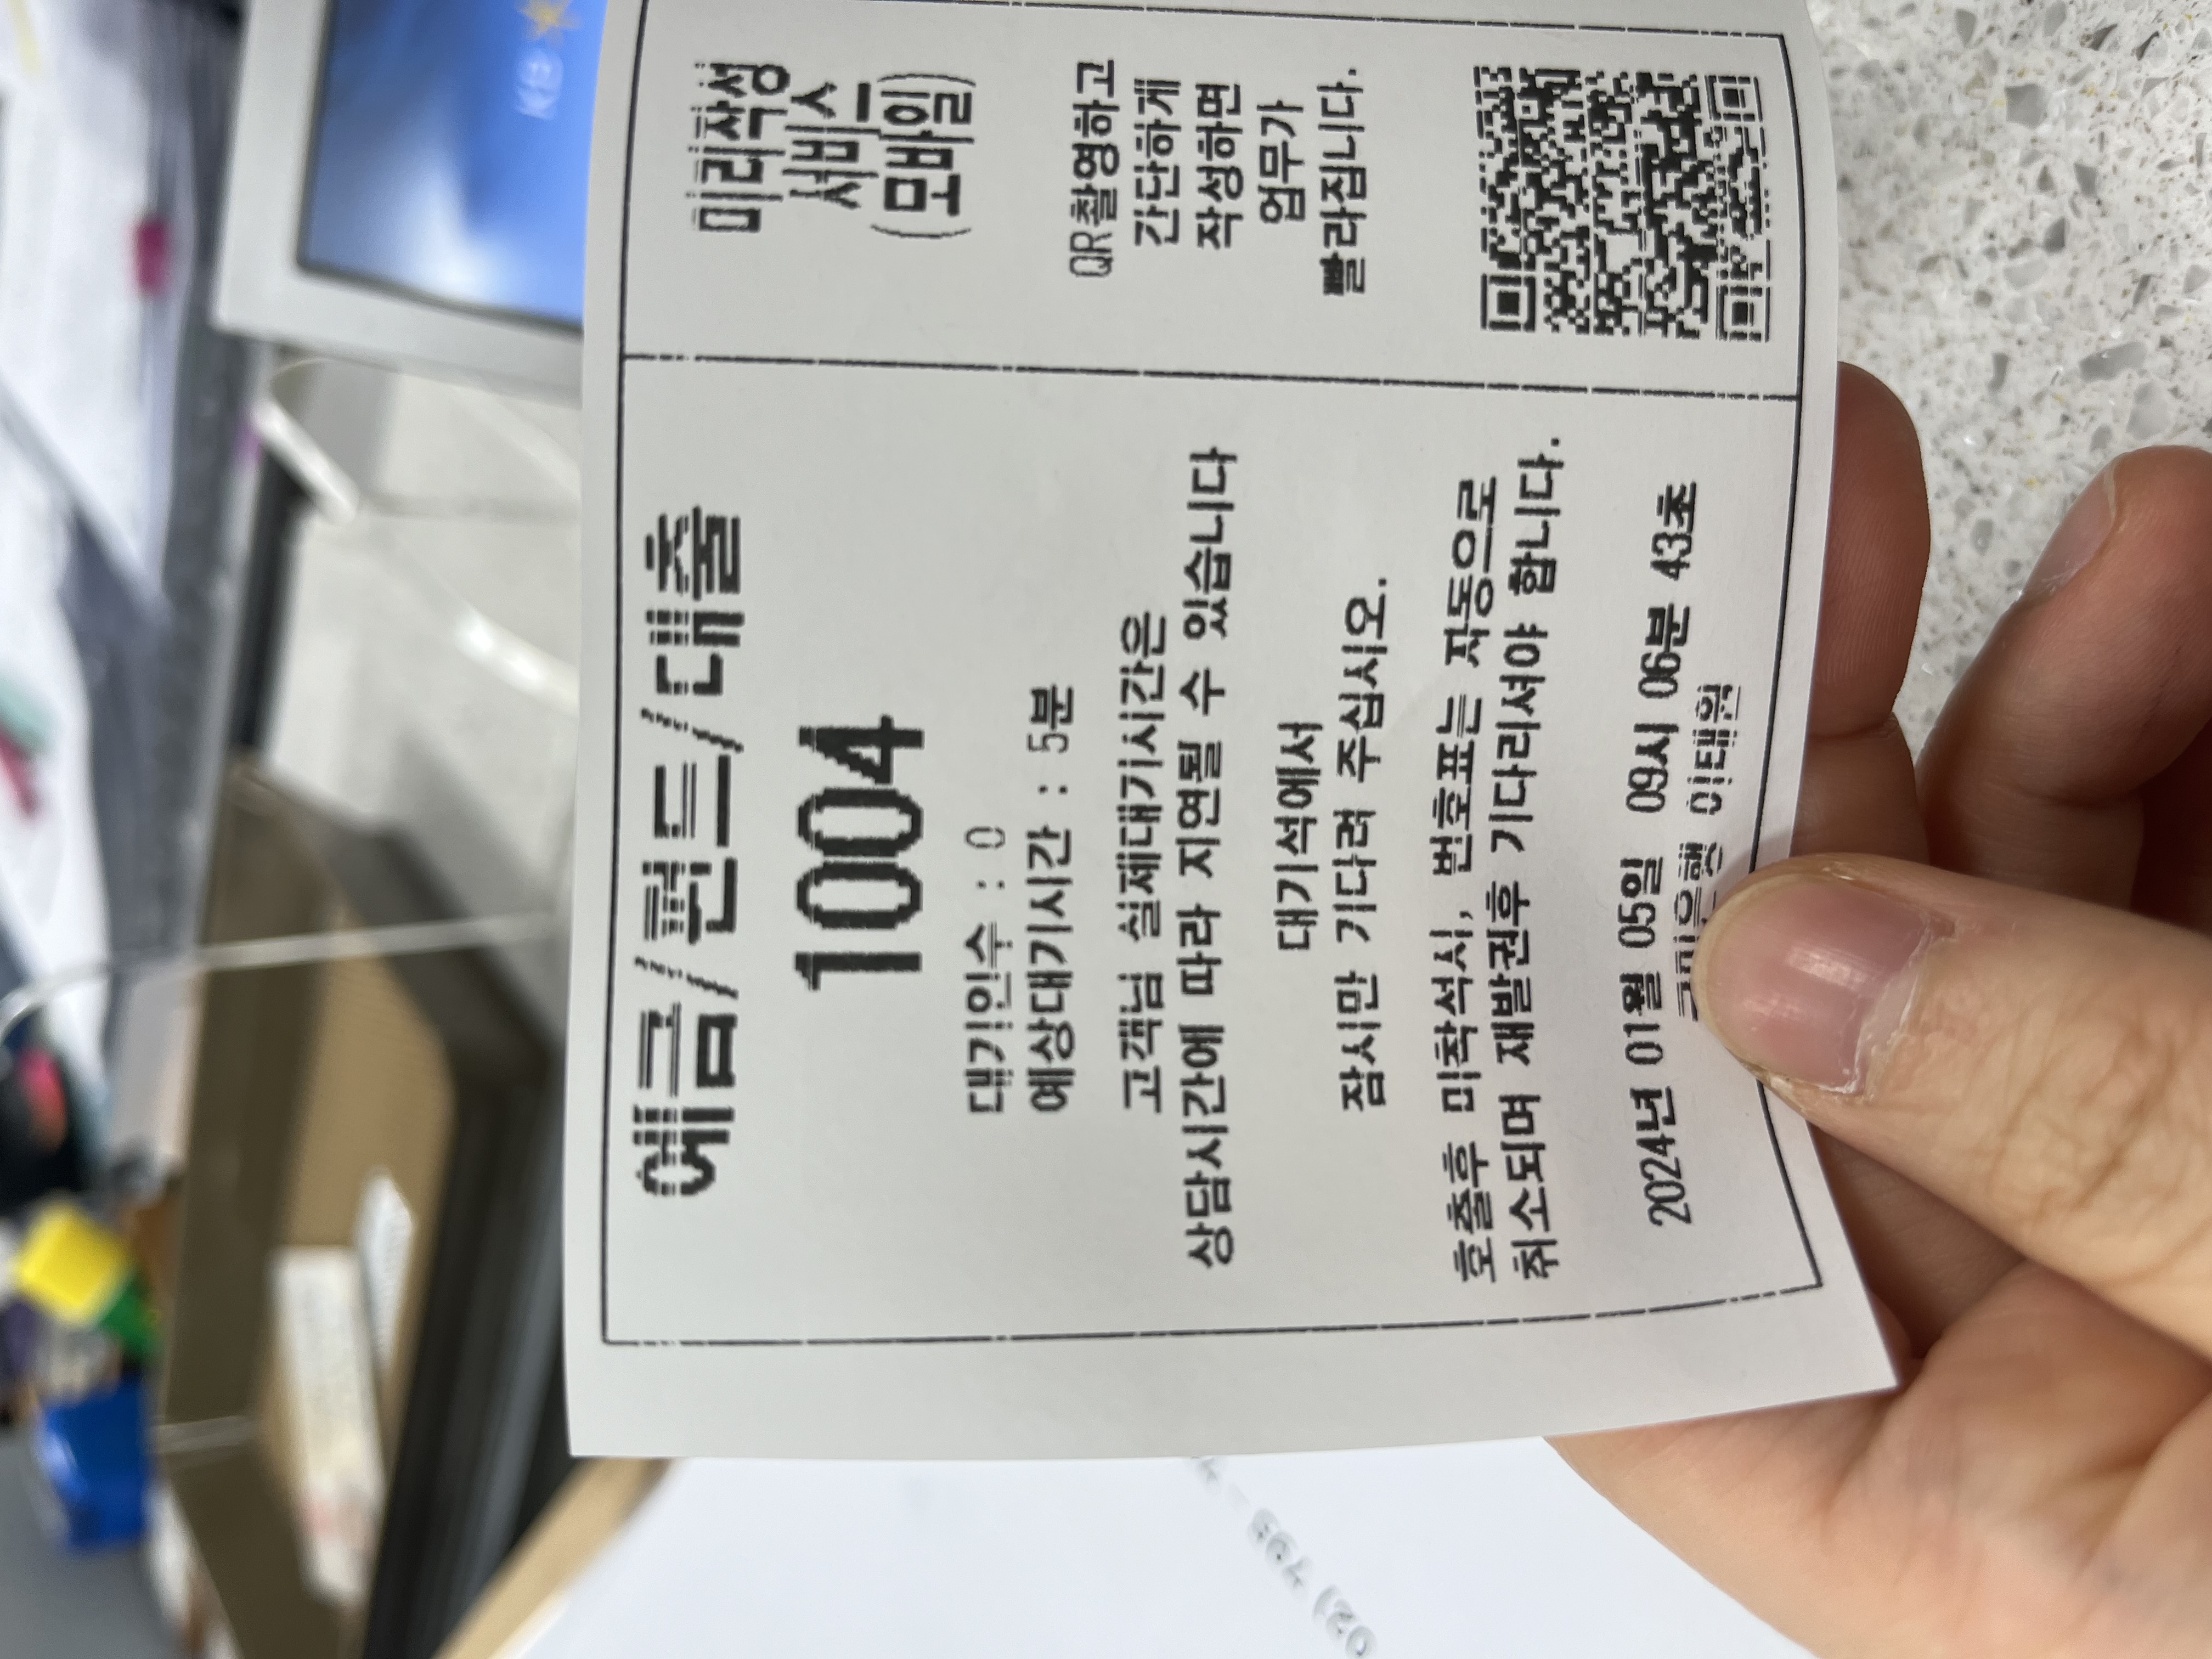 예금/펀드/대출
1004
대기인수 : 0
예상대기시간 : 5분
고객님 실제대기시간은
상담시간에 따라 지연될 수 있습니다
대기석에서
잠시만 기다려 주십시오.
호출후 미착석시, 번호표는 자동으로
취소되며 재발권후 기다리셔야 합니다.
2024년 01월 05일 09시 06분 43초
이태원
미리작성
서비스
(모바일)
QR촬영하고
간단하게
작성하면
업무가
빨라집니다.